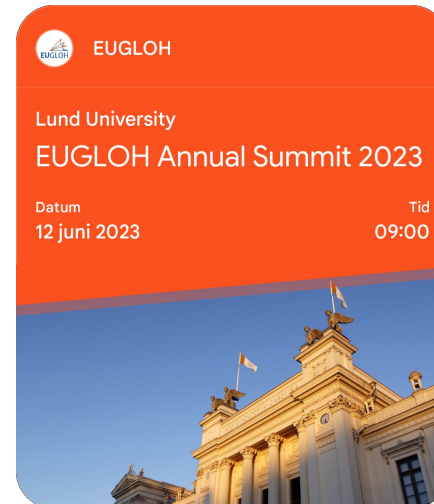 EUGLOH
EUGLOH
Lund University
EUGLOH Annual Summit 2023
Datum
Tid
12 juni 2023
09:00